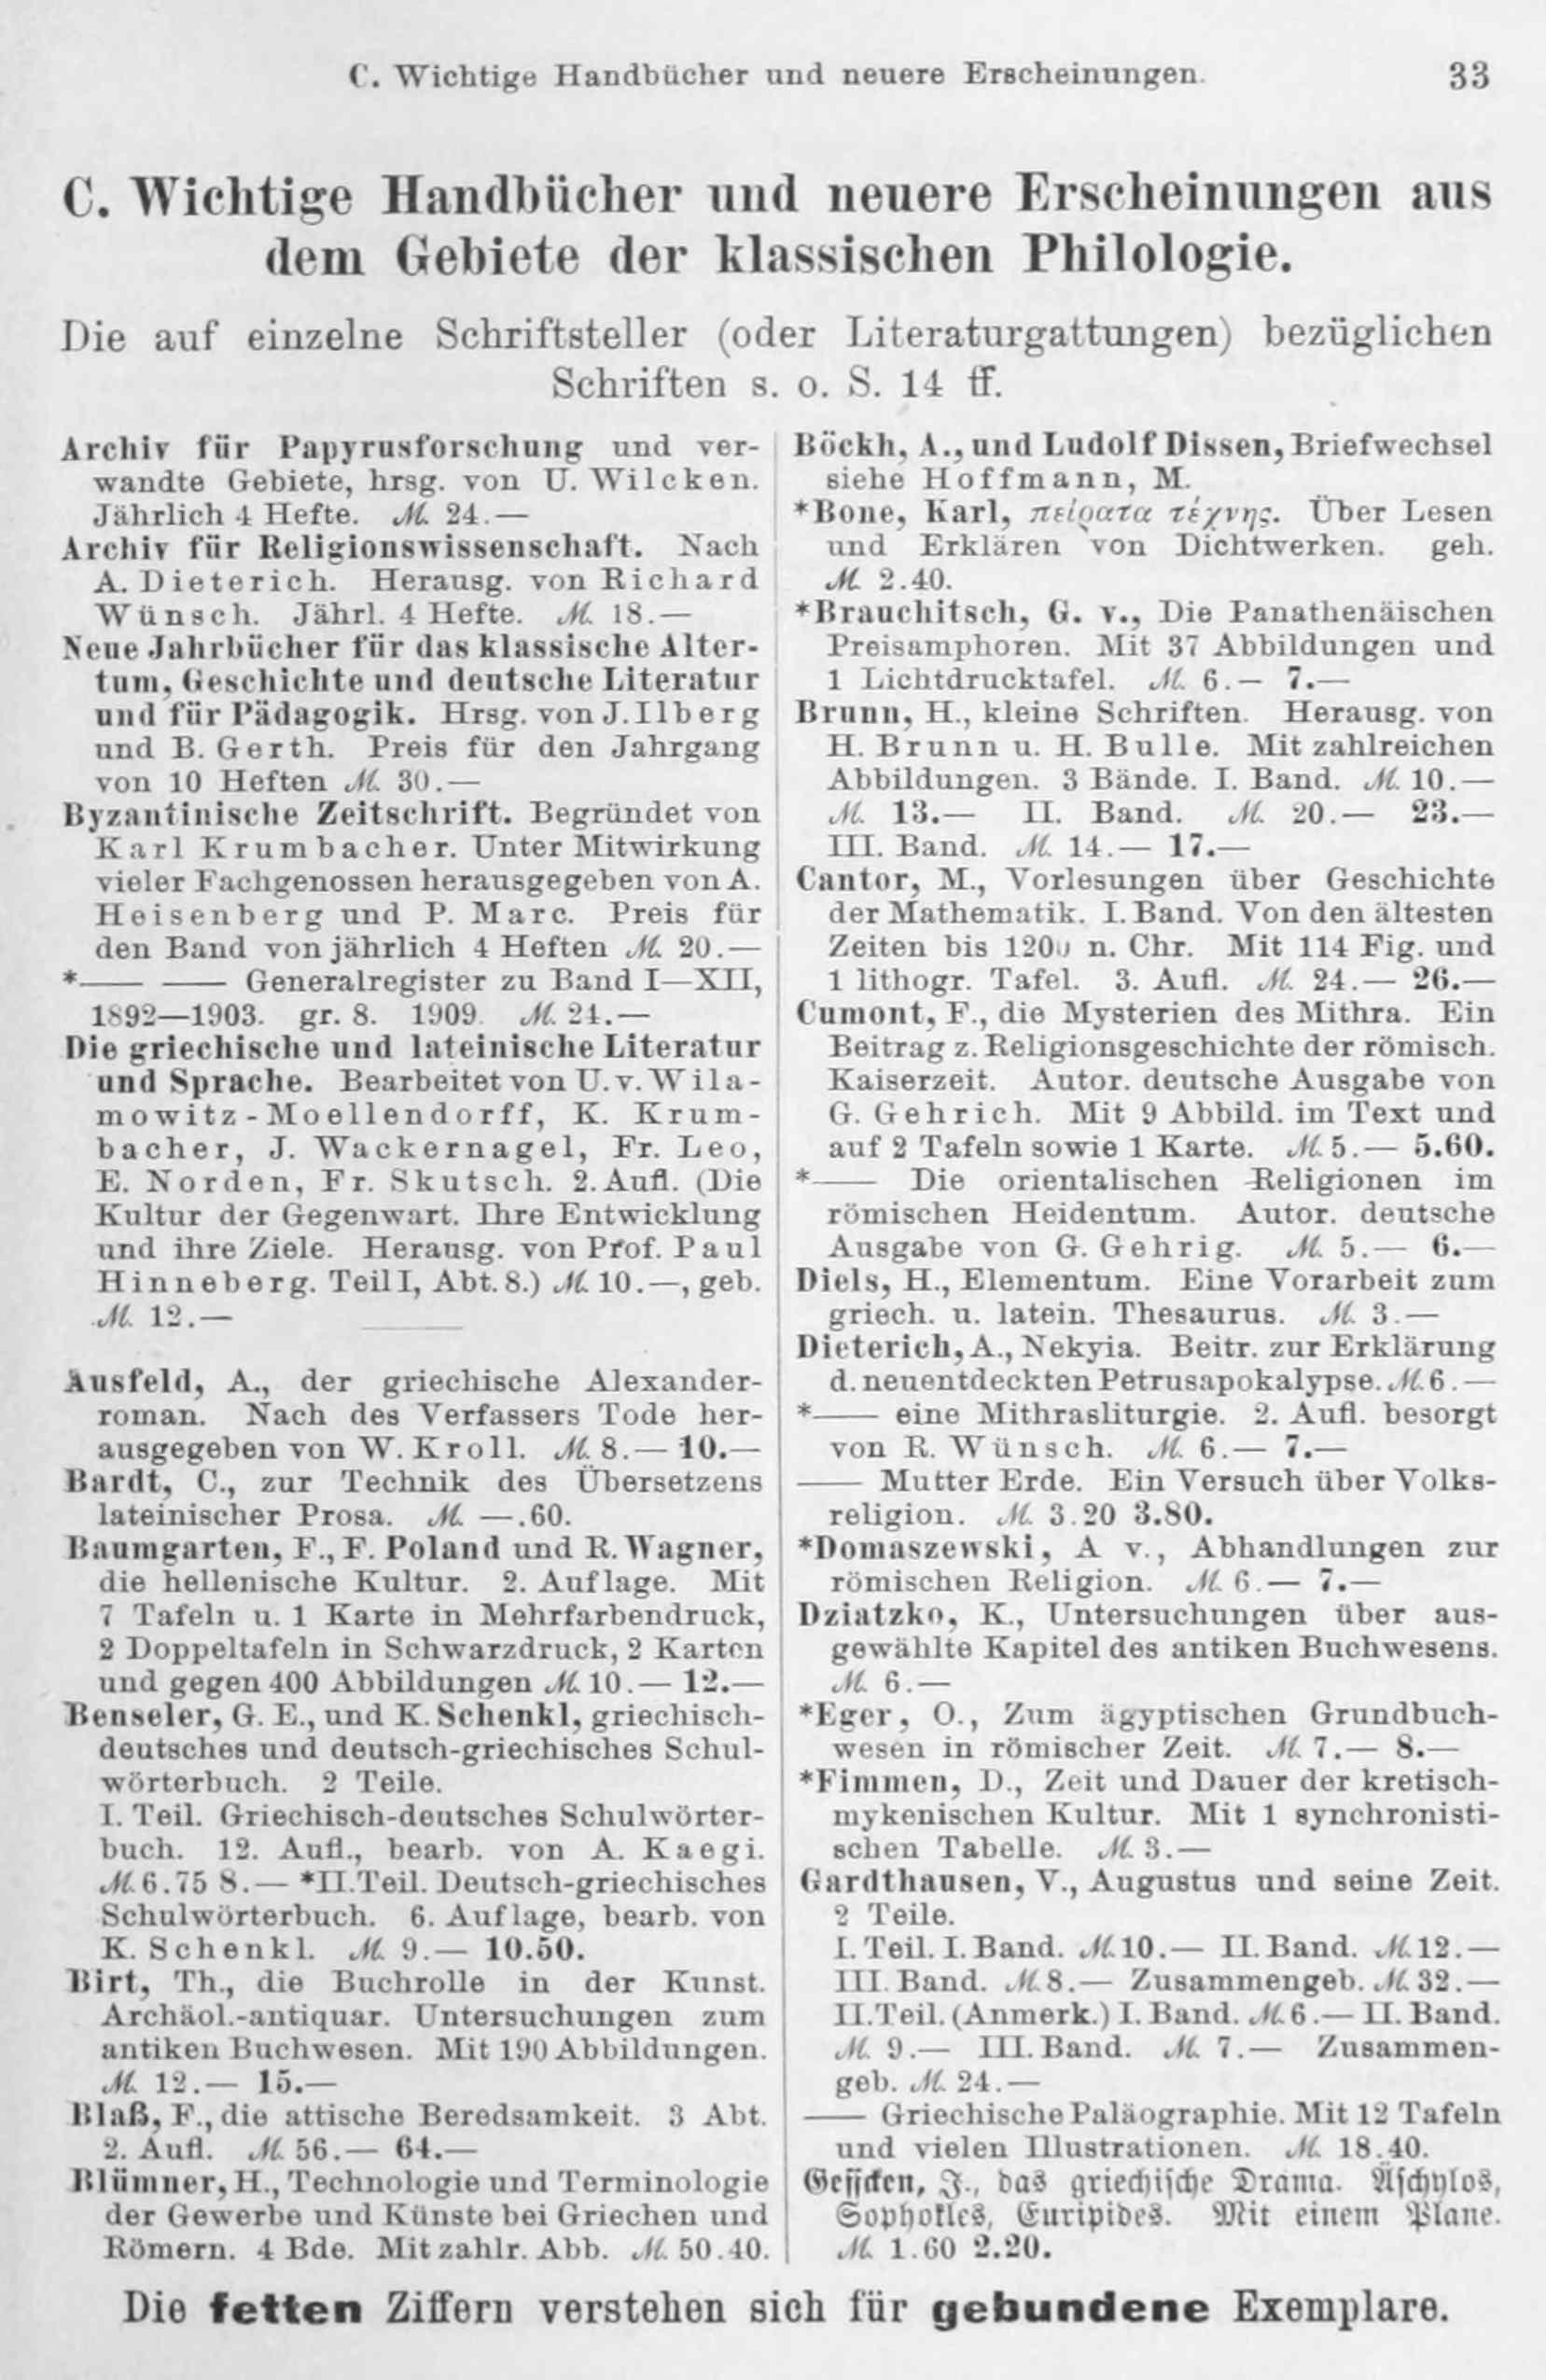 C. Wichtige Handbücher und neuere Erscheinungen. 33
C. Wichtige Handbücher und neuere Erscheinungen aus
dem Gebiete der klassischen Philologie.
Die auf einzelne Schriftsteller (oder Literaturgattungen) bezüglichen
Schriften s. o. S. 14 ff.
Archiv für Papyrusforschung und ver-
wandte Gebiete, hrsg. von U. Wilcken.
Jährlich 4 Hefte. ℳ 24.—
Archiv für Religionswissenschaft. Nach
A. Dieterich. Herausg. von Richard
Wünsch. Jährl. 4 Hefte. ℳ 18.—
Neue Jahrbücher für das klassische Alter-
tum, Geschichte und deutsche Literatur
und für Pädagogik. Hrsg. von J. Ilberg
und B. Gerth. Preis für den Jahrgang
von 10 Heften ℳ 30.—
Byzantinische Zeitschrift. Begründet von
Karl Krumbacher. Unter Mitwirkung
vieler Fachgenossen herausgegeben von A.
Heisenberg und P. Marc. Preis für
den Band von jährlich 4 Heften ℳ 20.—
*—— —— Generalregister zu Band I—XII,
1892—1903. gr. 8. 1909. ℳ 24.—
Die griechische und lateinische Literatur
und Sprache. Bearbeitet von U. v. Wila-
mowitz-Moellendorff, K. Krum-
bacher, J. Wackernagel, Fr. Leo,
E. Norden, Fr. Skutsch. 2. Aufl. (Die
Kultur der Gegenwart. Ihre Entwicklung
und ihre Ziele. Herausg. von Prof. Paul
Hinneberg. Teil I, Abt. 8.) ℳ 10.—, geb.
ℳ 12.—
Ausfeld, A., der griechische Alexander-
roman. Nach des Verfassers Tode her-
ausgegeben von W. Kroll. ℳ 8.— 10.—
Bardt, C., zur Technik des Übersetzens
lateinischer Prosa. ℳ —.60.
Baumgarten, F., F. Poland und R. Wagner,
die hellenische Kultur. 2. Auflage. Mit
7 Tafeln u. 1 Karte in Mehrfarbendruck,
2 Doppeltafeln in Schwarzdruck, 2 Karten
und gegen 400 Abbildungen ℳ 10.— 12.—
Benseler, G. E., und K. Schenkl, griechisch-
deutsches und deutsch-griechisches Schul-
wörterbuch. 2 Teile.
I. Teil. Griechisch-deutsches Schulwörter-
buch. 12. Aufl., bearb. von A. Kaegi.
ℳ 6.75 8.— *II. Teil. Deutsch-griechisches
Schulwörterbuch. 6. Auflage, bearb. von
K. Schenkl. ℳ 9.— 10.50.
Birt, Th., die Buchrolle in der Kunst.
Archäol.-antiquar. Untersuchungen zum
antiken Buchwesen. Mit 190 Abbildungen.
ℳ 12.— 15.—
Blaß, F., die attische Beredsamkeit. 3 Abt.
2. Aufl. ℳ 56.— 64.—
Blümner, H., Technologie und Terminologie
der Gewerbe und Künste bei Griechen und
Römern. 4 Bde. Mit zahlr. Abb. ℳ 50.40.
Böckh, A., und Ludolf Dissen, Briefwechsel
siehe Hoffmann, M.
*Bone, Karl, πείρατα τέχνης. Über Lesen
und Erklären von Dichtwerken. geh.
ℳ 2.40.
*Brauchitsch, G. v., Die Panathenäischen
Preisamphoren. Mit 37 Abbildungen und
1 Lichtdrucktafel. ℳ 6.— 7.—
Brunn, H., kleine Schriften. Herausg. von
H. Brunn u. H. Bulle. Mit zahlreichen
Abbildungen. 3 Bände. I. Band. ℳ 10.—
ℳ 13.— II. Band. ℳ 20.— 23.—
III. Band. ℳ 14.— 17.—
Cantor, M., Vorlesungen über Geschichte
der Mathematik. I. Band. Von den ältesten
Zeiten bis 1200 n. Chr. Mit 114 Fig. und
1 lithogr. Tafel. 3. Aufl. ℳ 24.— 26.—
Cumont, F., die Mysterien des Mithra. Ein
Beitrag z. Religionsgeschichte der römisch.
Kaiserzeit. Autor. deutsche Ausgabe von
G. Gehrich. Mit 9 Abbild. im Text und
auf 2 Tafeln sowie 1 Karte. ℳ 5.— 5.60.
*—— Die orientalischen Religionen im
römischen Heidentum. Autor. deutsche
Ausgabe von G. Gehrig. ℳ 5.— 6.—
Diels, H., Elementum. Eine Vorarbeit zum
griech. u. latein. Thesaurus. ℳ 3.—
Dieterich, A., Nekyia. Beitr. zur Erklärung
d. neuentdeckten Petrusapokalypse. ℳ 6.—
*—— eine Mithrasliturgie. 2. Aufl. besorgt
von R. Wünsch. ℳ 6.— 7.—
—— Mutter Erde. Ein Versuch über Volks-
religion. ℳ 3.20 3.80.
*Domaszewski, A v., Abhandlungen zur
römischen Religion. ℳ 6.— 7.—
Dziatzko, K., Untersuchungen über aus-
gewählte Kapitel des antiken Buchwesens.
ℳ 6.—
*Eger, O., Zum ägyptischen Grundbuch-
wesen in römischer Zeit. ℳ 7.— 8.—
*Fimmen, D., Zeit und Dauer der kretisch-
mykenischen Kultur. Mit 1 synchronisti-
schen Tabelle. ℳ 3.—
Gardthausen, V., Augustus und seine Zeit.
2 Teile.
I. Teil. I. Band. ℳ 10.— II. Band. ℳ 12.—
III. Band. ℳ 8.— Zusammengeb. ℳ 32.—
II. Teil. (Anmerk.) I. Band. ℳ 6.— II. Band.
ℳ 9.— III. Band. ℳ 7.— Zusammen-
geb. ℳ 24.—
—— Griechische Paläographie. Mit 12 Tafeln
und vielen Illustrationen. ℳ 18.40.
Geffcken, J., das griechische Drama. Äschylos,
Sophokles, Euripides. Mit einem Plane.
ℳ 1.60 2.20.
Die fetten Ziffern verstehen sich für gebundene Exemplare.